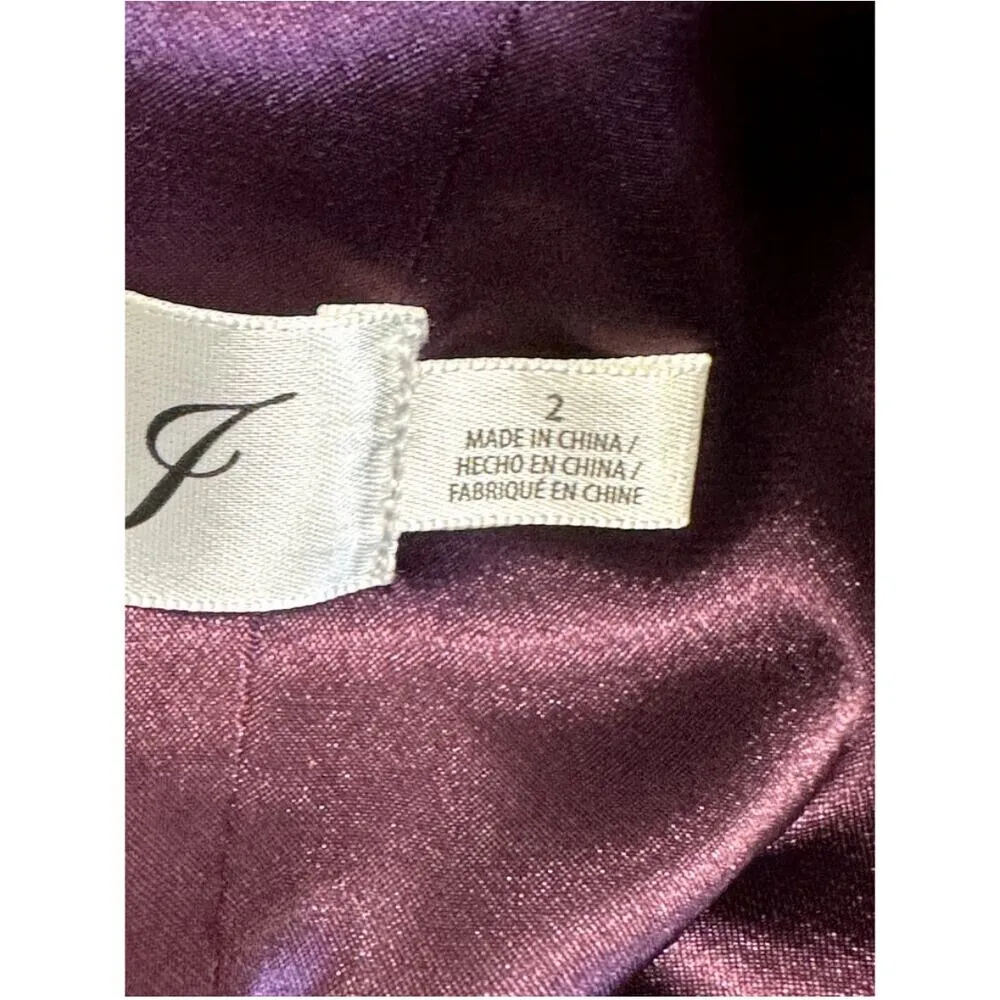 J
2
MADE IN CHINA /
HECHO EN CHINA /
FABRIQUÉ EN CHINE